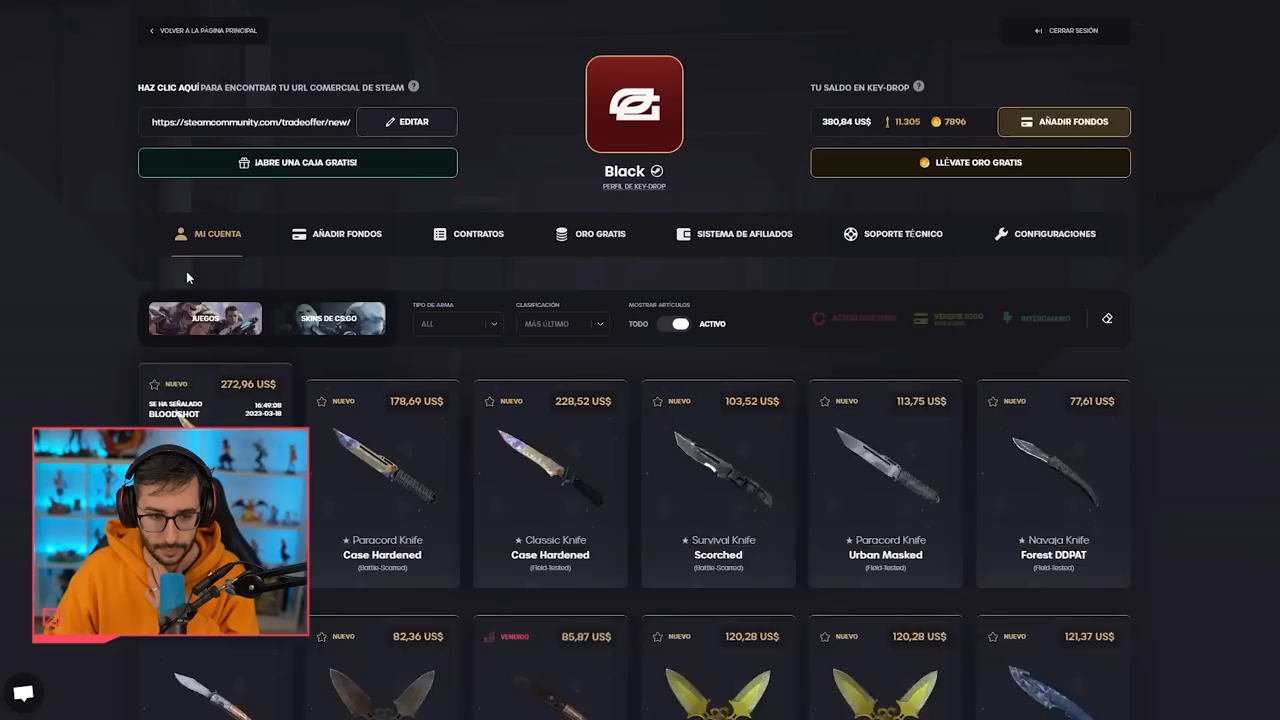 VOLVER A LA PÁGINA PRINCIPAL
CERRAR SESIÓN
HAZ CLIC AQUÍ PARA ENCONTRAR TU URL COMERCIAL DE STEAM ?
https://steamcommunity.com/tradeoffer/new/
EDITAR
¡ABRE UNA CAJA GRATIS!
Black
PERFIL DE KEY-DROP
TU SALDO EN KEY-DROP ?
380,84 US$ 11.305 7896
AÑADIR FONDOS
LLÉVATE ORO GRATIS
MI CUENTA
AÑADIR FONDOS
CONTRATOS
ORO GRATIS
SISTEMA DE AFILIADOS
SOPORTE TÉCNICO
CONFIGURACIONES
JUEGOS
SKINS DE CS:GO
TIPO DE ARMA
ALL
CLASIFICACIÓN
MÁS ÚLTIMO
MOSTRAR ARTÍCULOS
TODO
ACTIVO
VENDER TODO
INTERCAMBIO
NUEVO 272,96 US$
SE HA SEÑALADO
BLOODSHOT
16:49:08
2023-03-18
NUEVO 178,69 US$
★ Paracord Knife
Case Hardened
(Battle-Scarred)
NUEVO 228,52 US$
★ Classic Knife
Case Hardened
(Field-Tested)
NUEVO 103,52 US$
★ Survival Knife
Scorched
(Battle-Scarred)
NUEVO 113,75 US$
★ Paracord Knife
Urban Masked
(Field-Tested)
NUEVO 77,61 US$
★ Navaja Knife
Forest DDPAT
(Field-Tested)
NUEVO 82,36 US$
VENDIDO 85,87 US$
NUEVO 120,28 US$
NUEVO 120,28 US$
NUEVO 121,37 US$